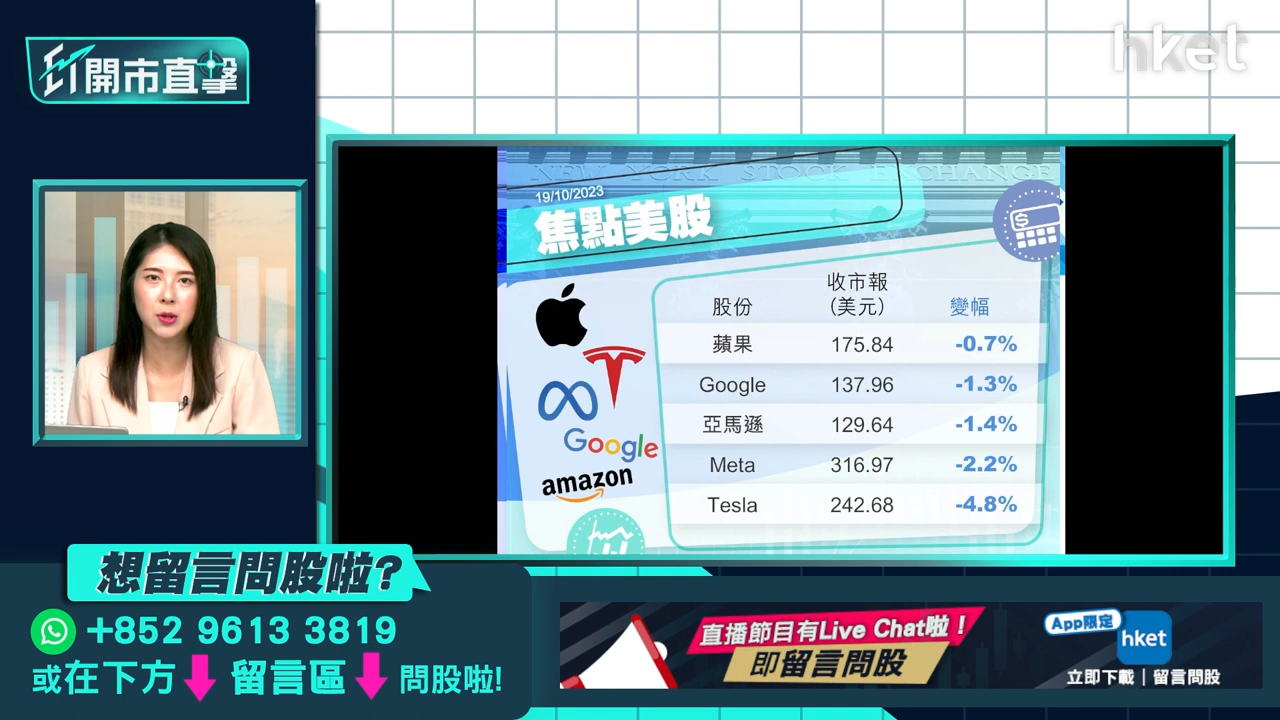 ET開市直擊
hket
NEW YORK STOCK EXCHANGE
19/10/2023
焦點美股
股份
收市報
(美元)
變幅
蘋果 175.84 -0.7%
Google 137.96 -1.3%
亞馬遜 129.64 -1.4%
Meta 316.97 -2.2%
Tesla 242.68 -4.8%
Google
amazon
想留言問股啦?
+852 9613 3819
或在下方 留言區 問股啦!
直播節目有Live Chat啦！
即留言問股
App限定
hket
立即下載｜留言問股